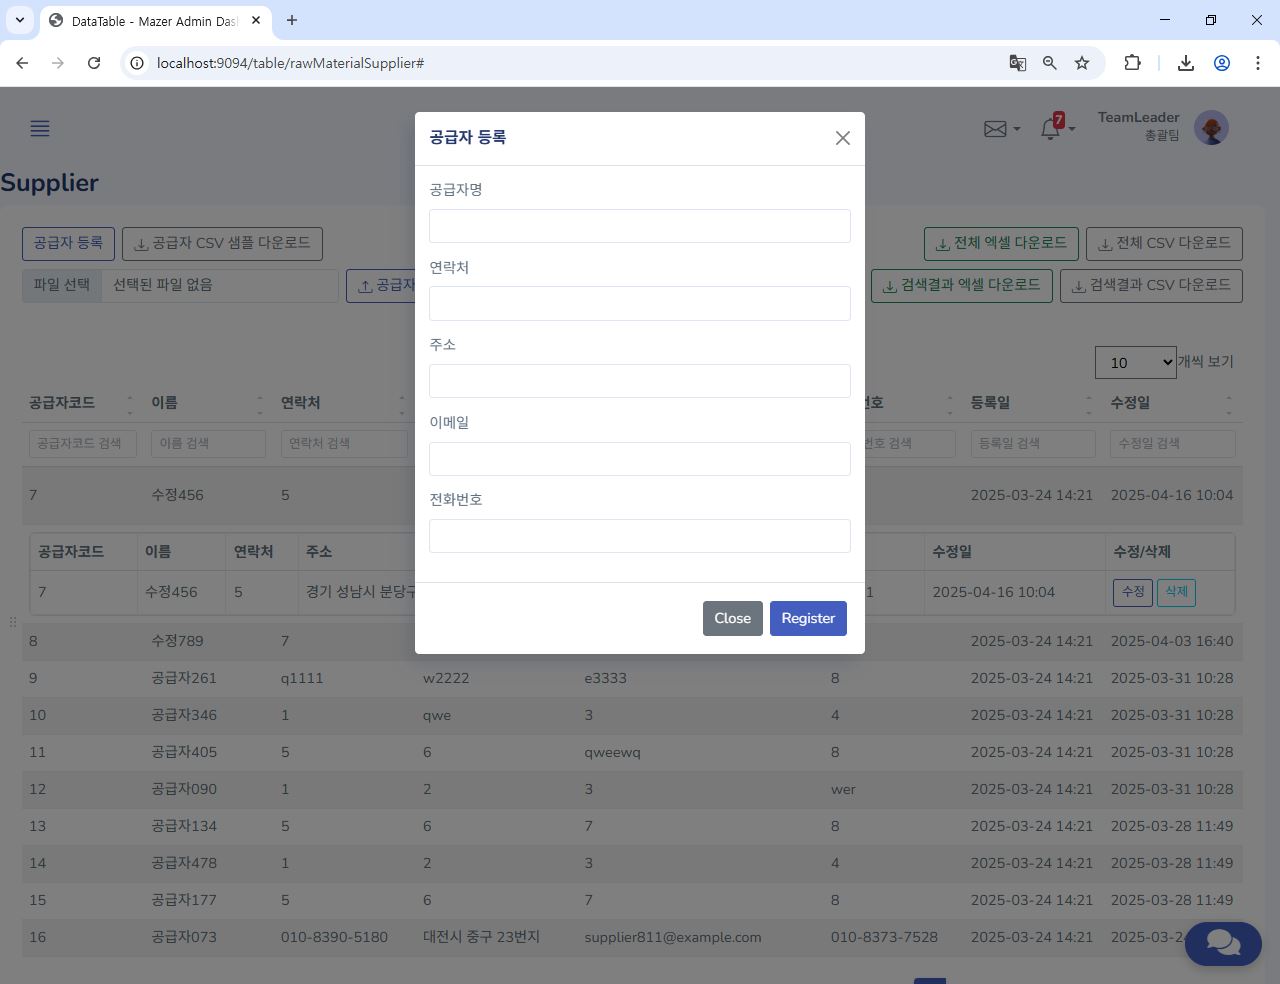 DataTable - Mazer Admin Das
localhost:9094/table/rawMaterialSupplier#
7
TeamLeader
총괄팀
Supplier
공급자 등록
공급자 CSV 샘플 다운로드
전체 엑셀 다운로드
전체 CSV 다운로드
파일 선택
선택된 파일 없음
공급자
검색결과 엑셀 다운로드
검색결과 CSV 다운로드
10
개씩 보기
공급자코드 이름 연락처 번호 등록일 수정일
공급자코드 검색 이름 검색 연락처 검색 번호 검색 등록일 검색 수정일 검색
7 수정456 5 2025-03-24 14:21 2025-04-16 10:04
공급자코드 이름 연락처 주소 수정일 수정/삭제
7 수정456 5 경기 성남시 분당구 1 2025-04-16 10:04 수정 삭제
8 수정789 7 2025-03-24 14:21 2025-04-03 16:40
9 공급자261 q1111 w2222 e3333 8 2025-03-24 14:21 2025-03-31 10:28
10 공급자346 1 qwe 3 4 2025-03-24 14:21 2025-03-31 10:28
11 공급자405 5 6 qweewq 8 2025-03-24 14:21 2025-03-31 10:28
12 공급자090 1 2 3 wer 2025-03-24 14:21 2025-03-31 10:28
13 공급자134 5 6 7 8 2025-03-24 14:21 2025-03-28 11:49
14 공급자478 1 2 3 4 2025-03-24 14:21 2025-03-28 11:49
15 공급자177 5 6 7 8 2025-03-24 14:21 2025-03-28 11:49
16 공급자073 010-8390-5180 대전시 중구 23번지 supplier811@example.com 010-8373-7528 2025-03-24 14:21 2025-03-2
공급자 등록
공급자명
연락처
주소
이메일
전화번호
Close
Register